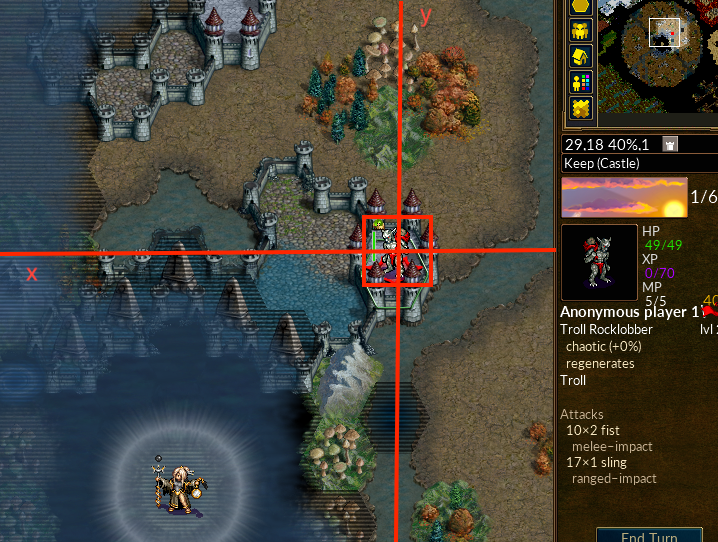 y
x
29,18 40%,1
Keep (Castle)
1/6
HP
49/49
XP
0/70
MP
5/5
40
Anonymous player 1
Troll Rocklobber lvl
chaotic (+0%)
regenerates
Troll
Attacks
10×2 fist
melee–impact
17×1 sling
ranged–impact
End Turn